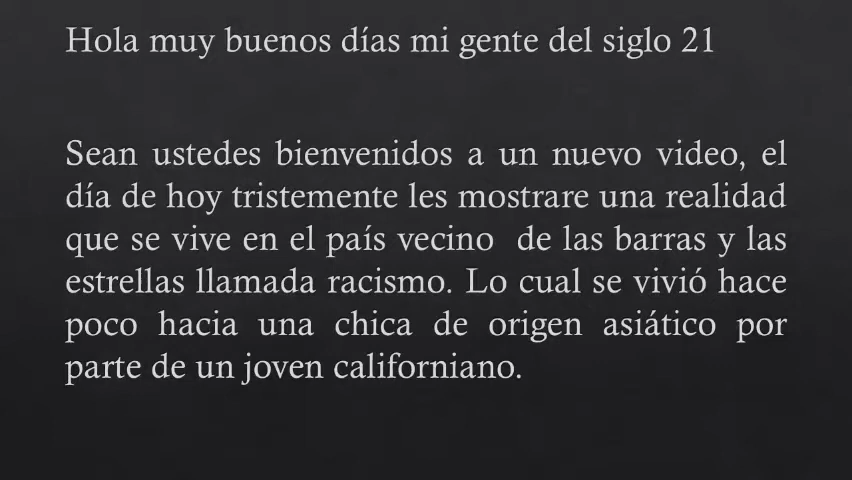 Hola muy buenos días mi gente del siglo 21
Sean ustedes bienvenidos a un nuevo video, el
día de hoy tristemente les mostrare una realidad
que se vive en el país vecino de las barras y las
estrellas llamada racismo. Lo cual se vivió hace
poco hacia una chica de origen asiático por
parte de un joven californiano.